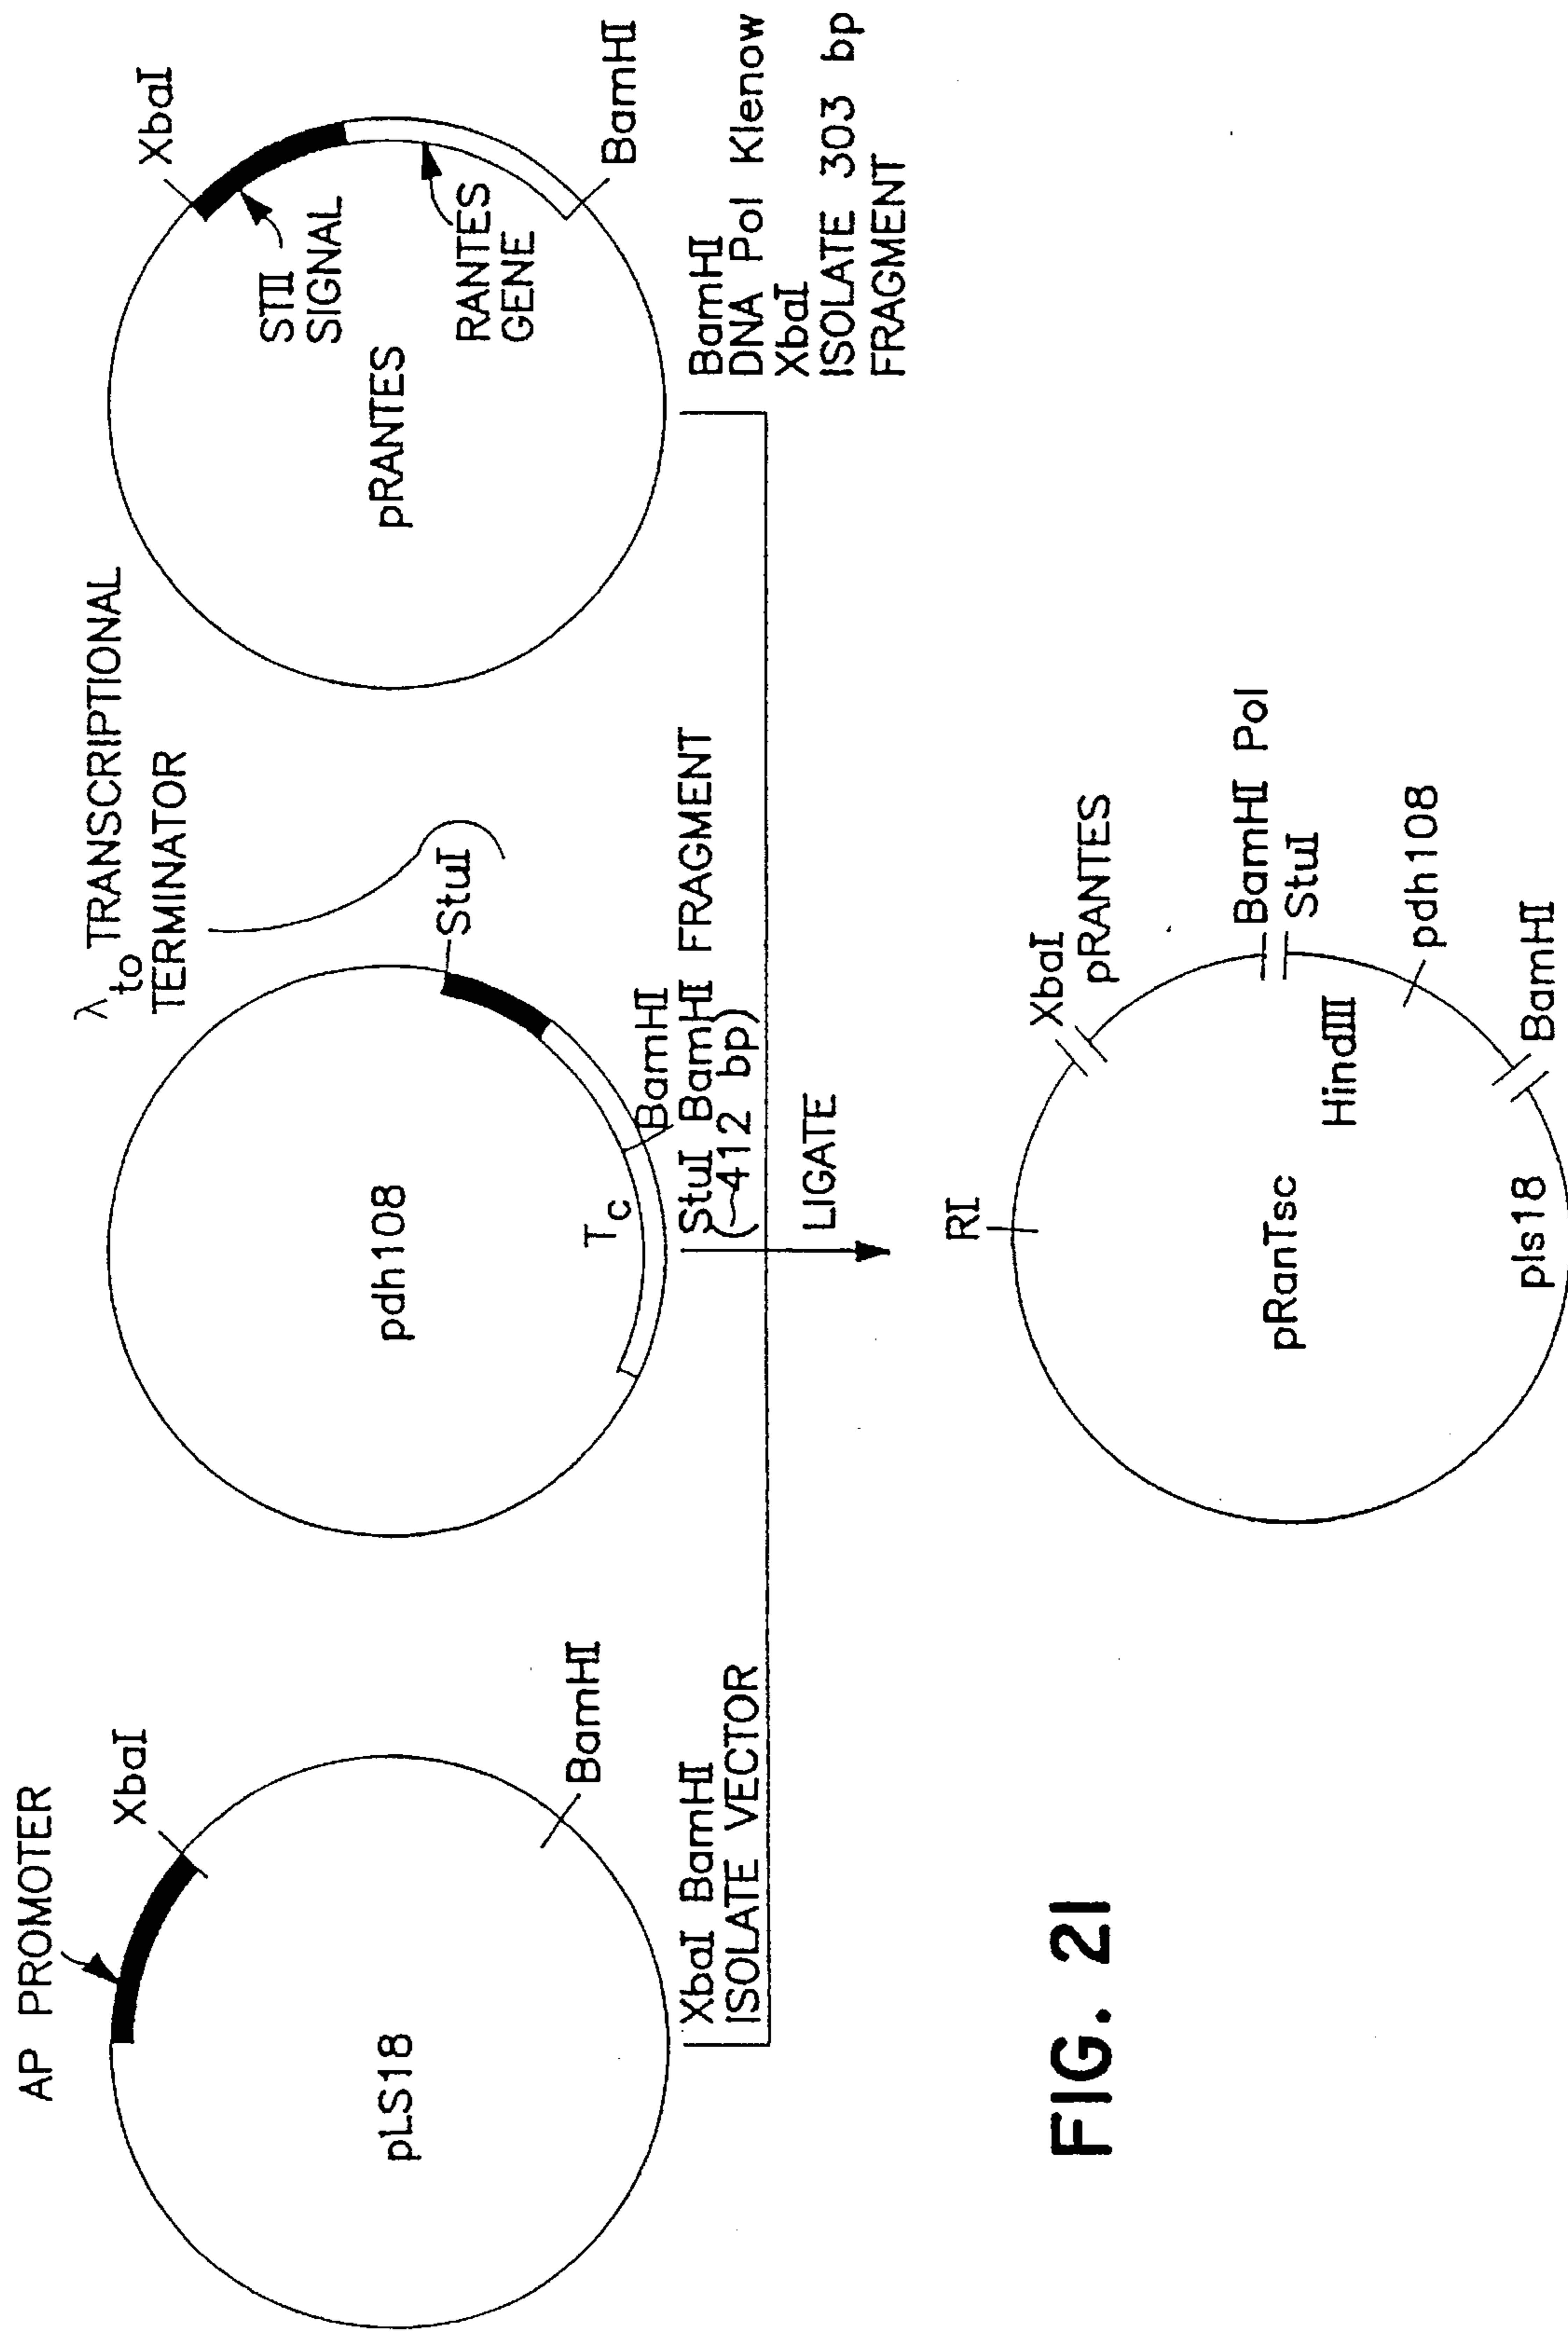 AP PROMOTER
XbaI
pLS18
BamHI
XbaI BamHI
ISOLATE VECTOR
λ to TRANSCRIPTIONAL
TERMINATOR
StuI
pdh108
Tc
BamHI
StuI BamHI FRAGMENT
(~412 bp)
XbaI
STII
SIGNAL
pRANTES
RANTES
GENE
BamHI
BamHI
DNA Pol Klenow
XbaI
ISOLATE 303 bp
FRAGMENT
LIGATE
RI
XbaI
pRANTES
BamHI Pol
StuI
pRanTsc
HindIII
pdh108
pls18
BamHI
FIG. 21